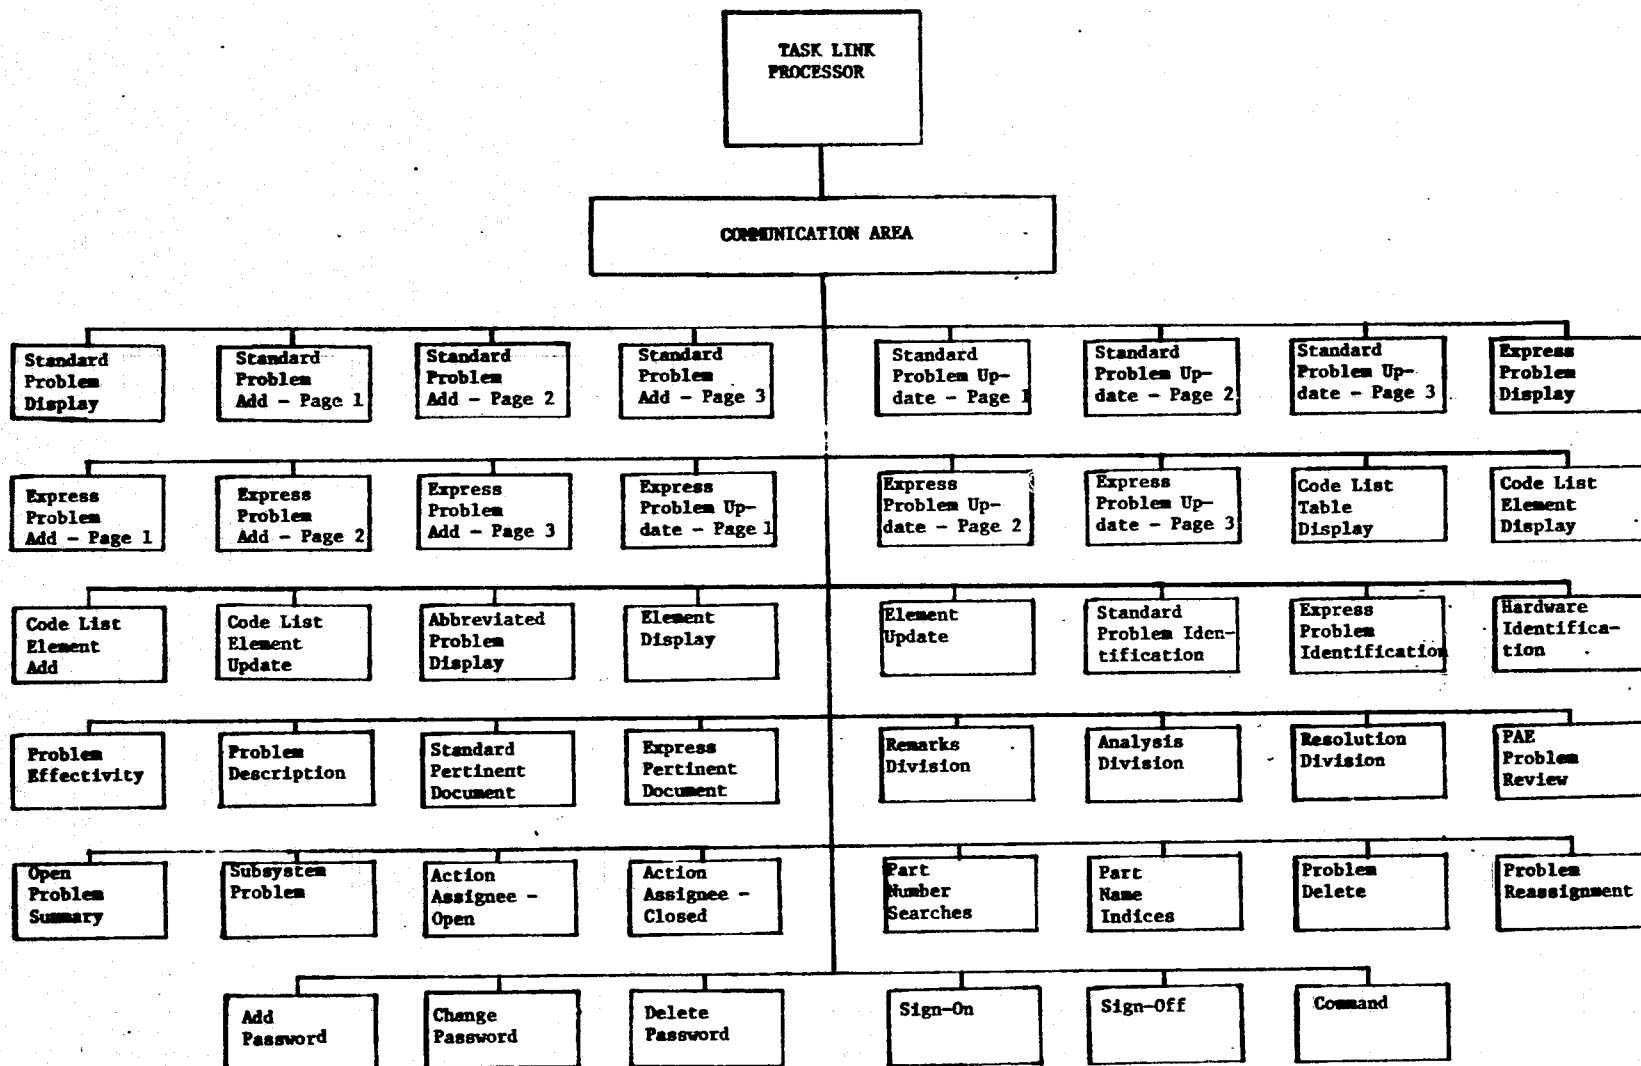 TASK LINK
PROCESSOR
COMMUNICATION AREA
Standard
Problem
Display
Standard
Problem
Add - Page 1
Standard
Problem
Add - Page 2
Standard
Problem
Add - Page 3
Standard
Problem Up-
date - Page 1
Standard
Problem Up-
date - Page 2
Standard
Problem Up-
date - Page 3
Express
Problem
Display
Express
Problem
Add - Page 1
Express
Problem
Add - Page 2
Express
Problem
Add - Page 3
Express
Problem Up-
date - Page 1
Express
Problem Up-
date - Page 2
Express
Problem Up-
date - Page 3
Code List
Table
Display
Code List
Element
Display
Code List
Element
Add
Code List
Element
Update
Abbreviated
Problem
Display
Element
Display
Element
Update
Standard
Problem Iden-
tification
Express
Problem
Identification
Hardware
Identifica-
tion
Problem
Effectivity
Problem
Description
Standard
Pertinent
Document
Express
Pertinent
Document
Remarks
Division
Analysis
Division
Resolution
Division
PAE
Problem
Review
Open
Problem
Summary
Subsystem
Problem
Action
Assignee -
Open
Action
Assignee -
Closed
Part
Number
Searches
Part
Name
Indices
Problem
Delete
Problem
Reassignment
Add
Password
Change
Password
Delete
Password
Sign-On
Sign-Off
Command